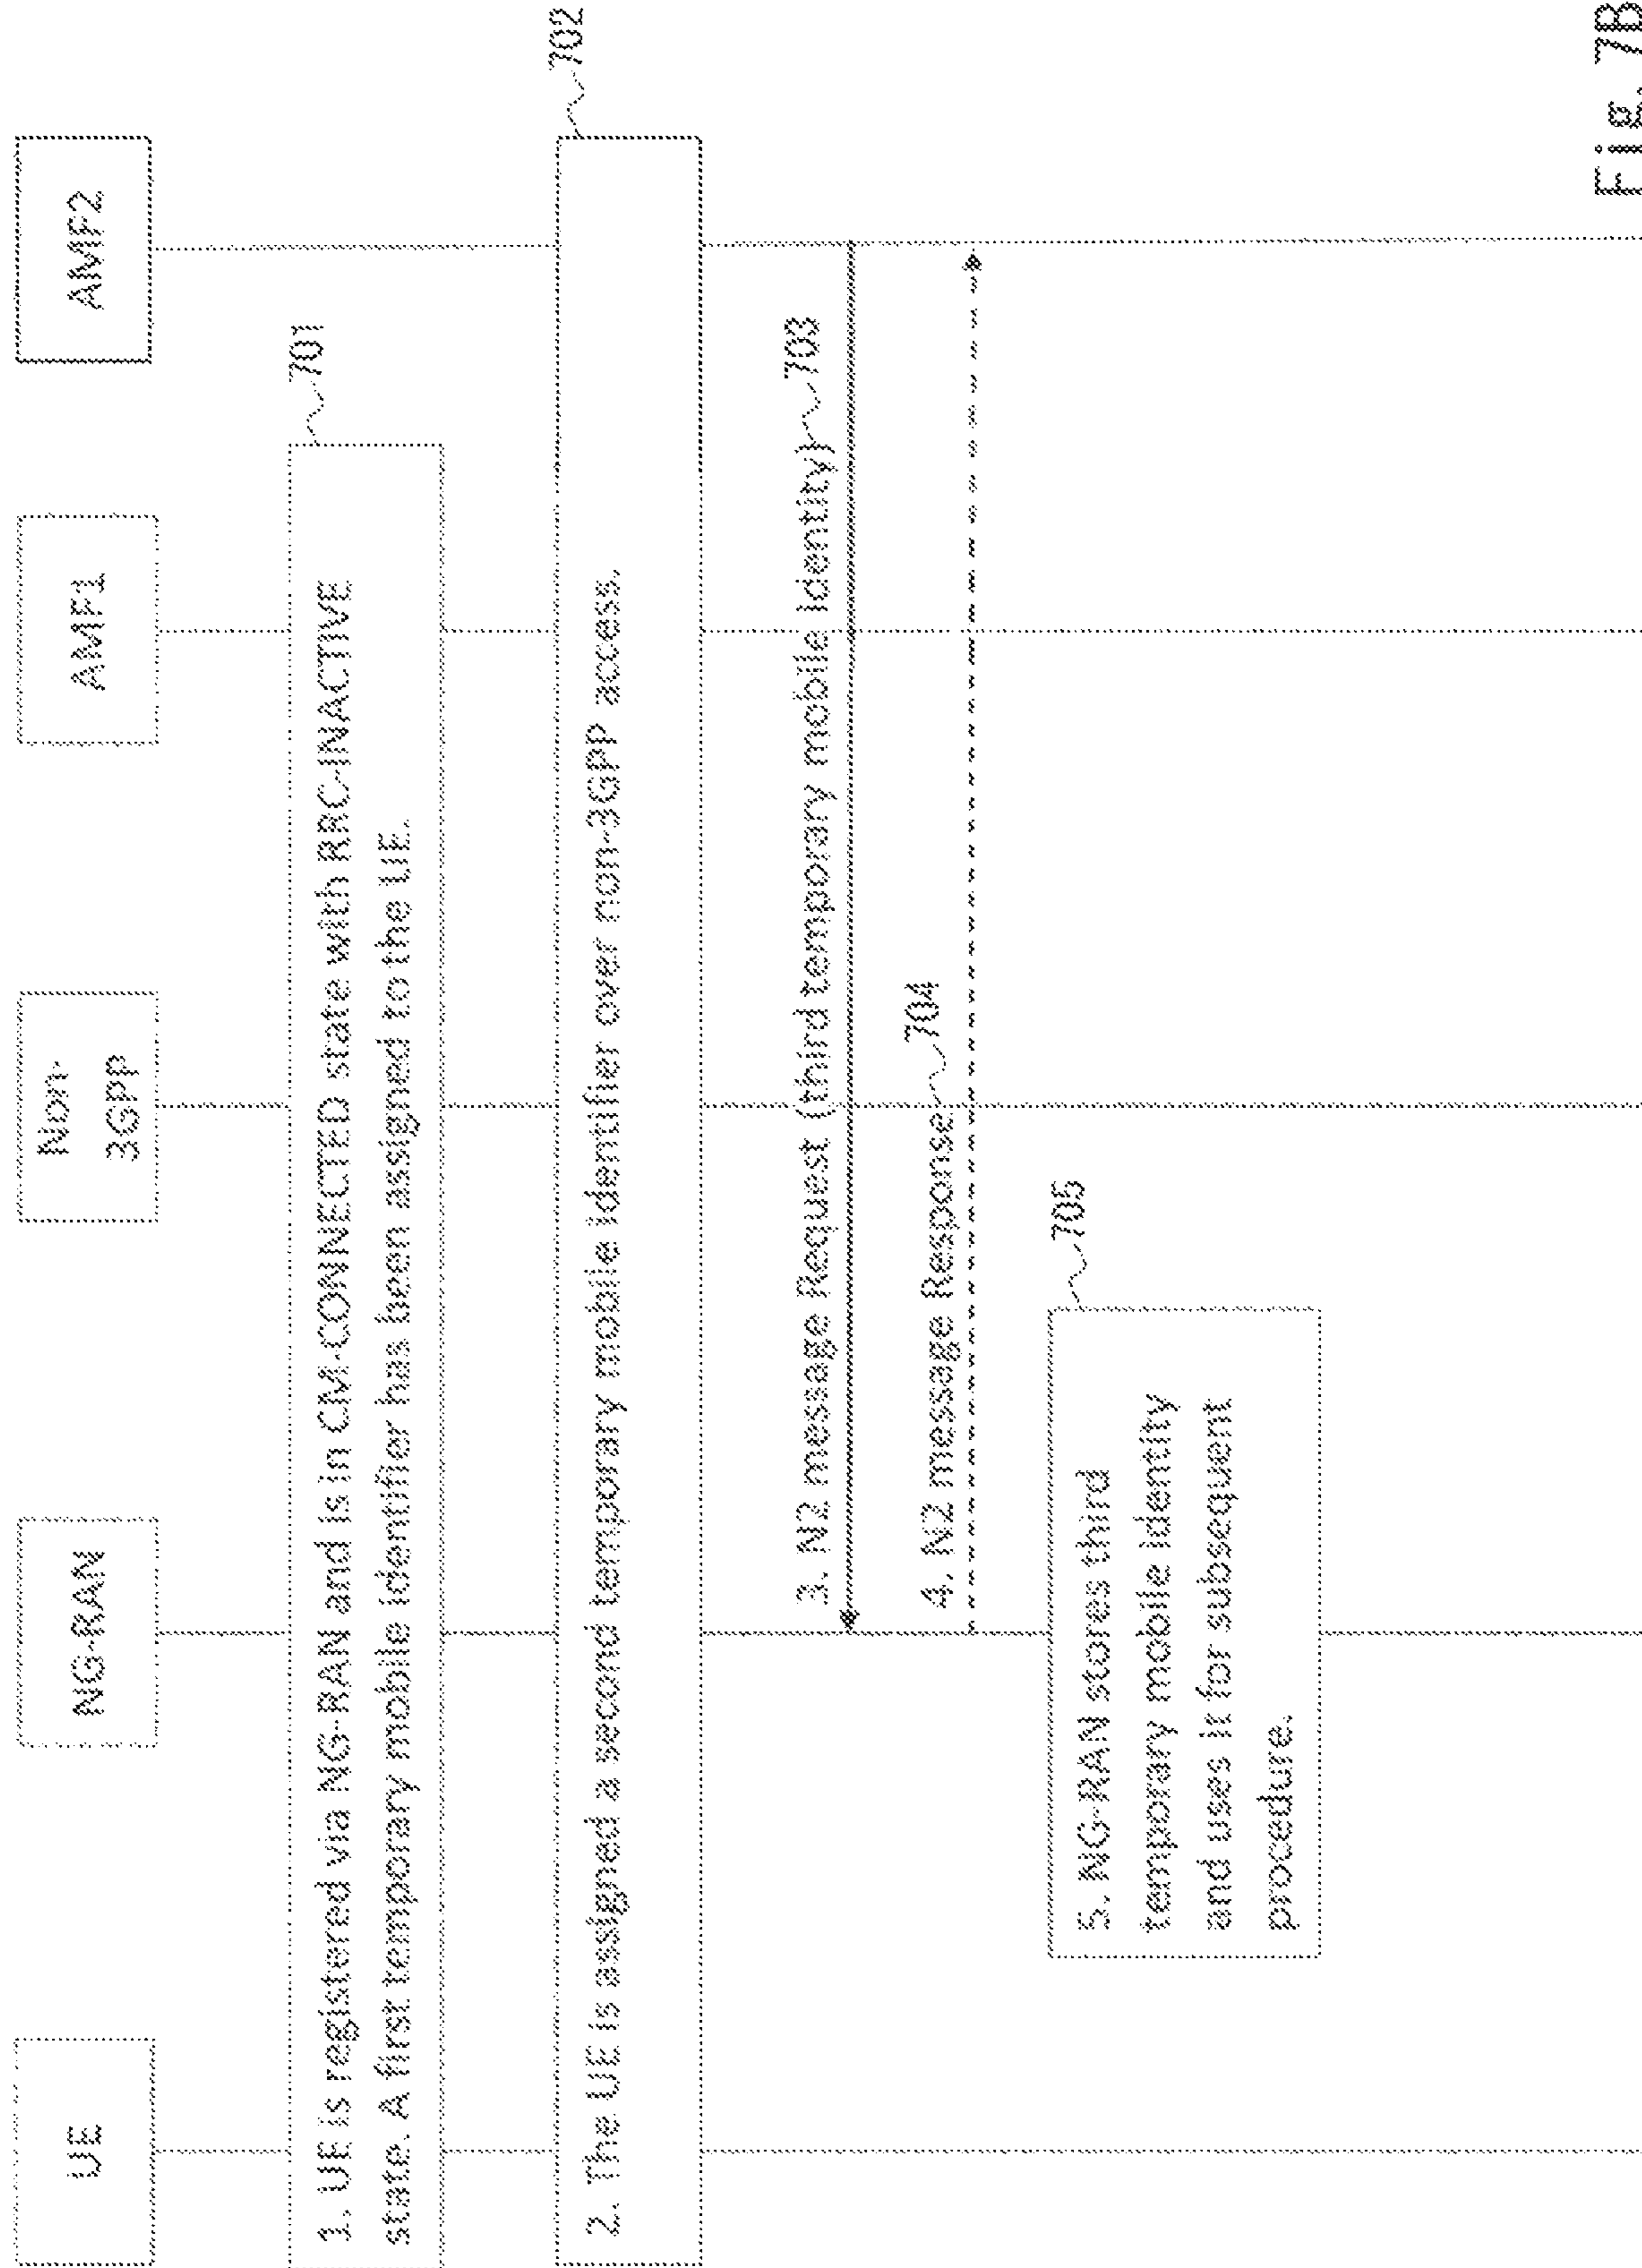 UE
NG-RAN
Non-
3GPP
AMF1
AMF2
1. UE is registered via NG-RAN and is in CM-CONNECTED state with RRC-INACTIVE
state. A first temporary mobile identifier has been assigned to the UE.
701
2. The UE is assigned a second temporary mobile identifier over non-3GPP access.
702
3. N2 message Request (third temporary mobile identity)
703
4. N2 message Response
704
5. NG-RAN stores third
temporary mobile identity
and uses it for subsequent
procedure.
705
Fig. 7B